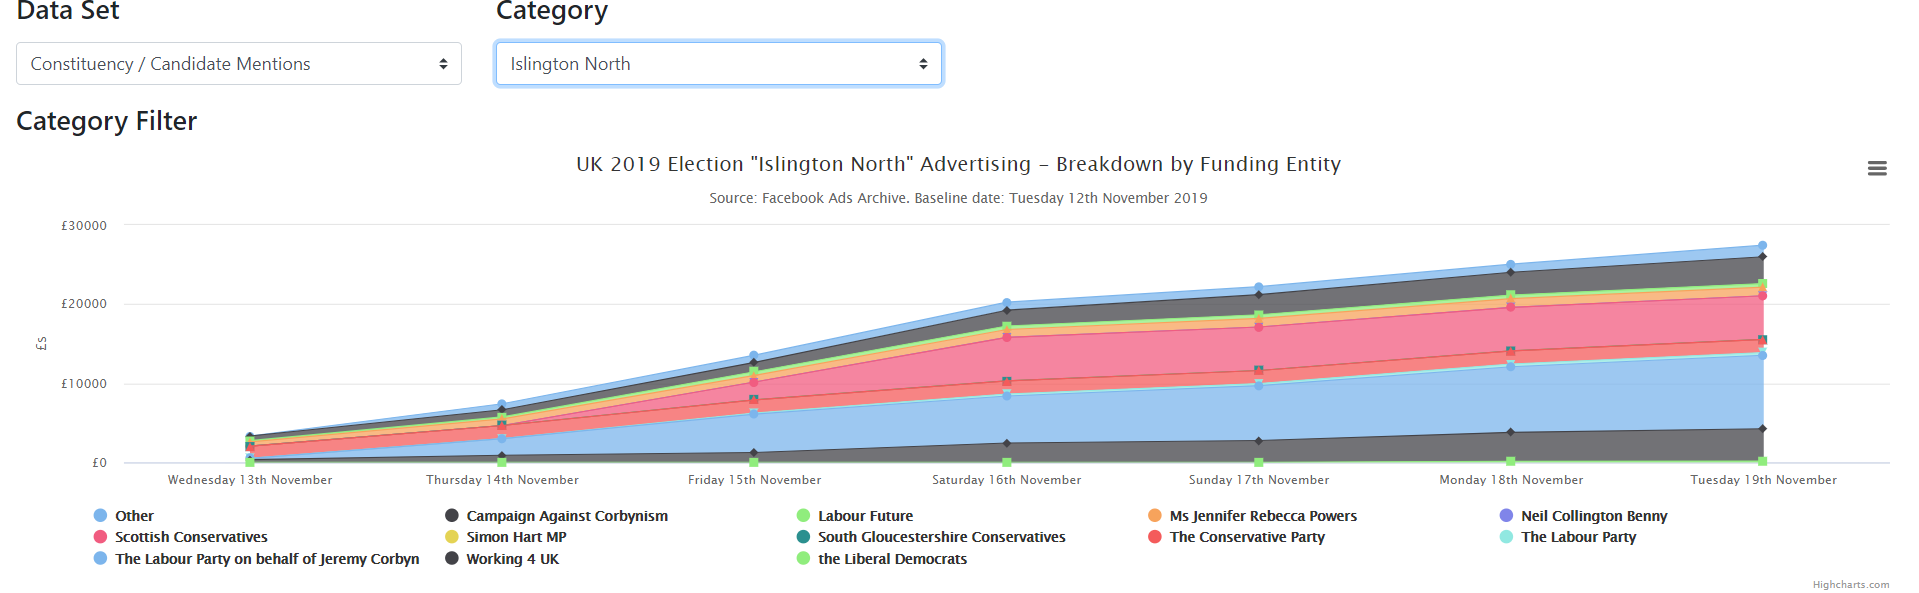 Data Set Category
Constituency / Candidate Mentions Islington North
Category Filter
UK 2019 Election "Islington North" Advertising – Breakdown by Funding Entity
Source: Facebook Ads Archive. Baseline date: Tuesday 12th November 2019
£30000
£20000
£10000
£0
£s
Wednesday 13th November Thursday 14th November Friday 15th November Saturday 16th November Sunday 17th November Monday 18th November Tuesday 19th November
Other Campaign Against Corbynism Labour Future Ms Jennifer Rebecca Powers Neil Collington Benny
Scottish Conservatives Simon Hart MP South Gloucestershire Conservatives The Conservative Party The Labour Party
The Labour Party on behalf of Jeremy Corbyn Working 4 UK the Liberal Democrats
Highcharts.com